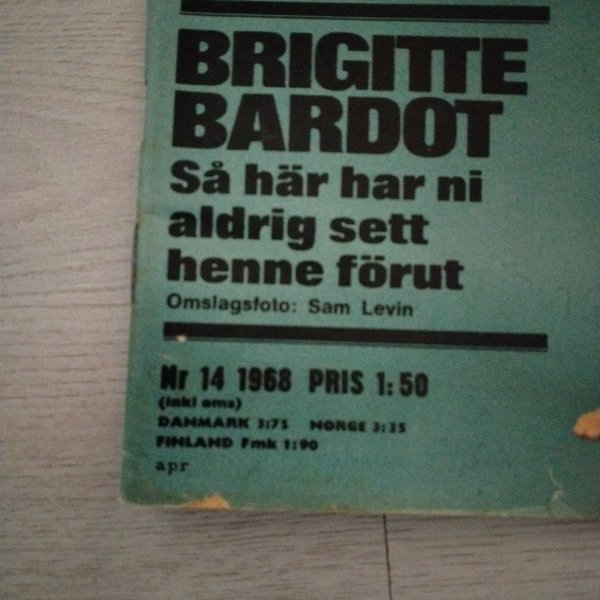 BRIGITTE
BARDOT
Så här har ni
aldrig sett
henne förut
Omslagsfoto: Sam Levin
Nr 14 1968 PRIS 1:50
(inkl oms)
DANMARK 3:75 NORGE 3:35
FINLAND Fmk 1:90
apr